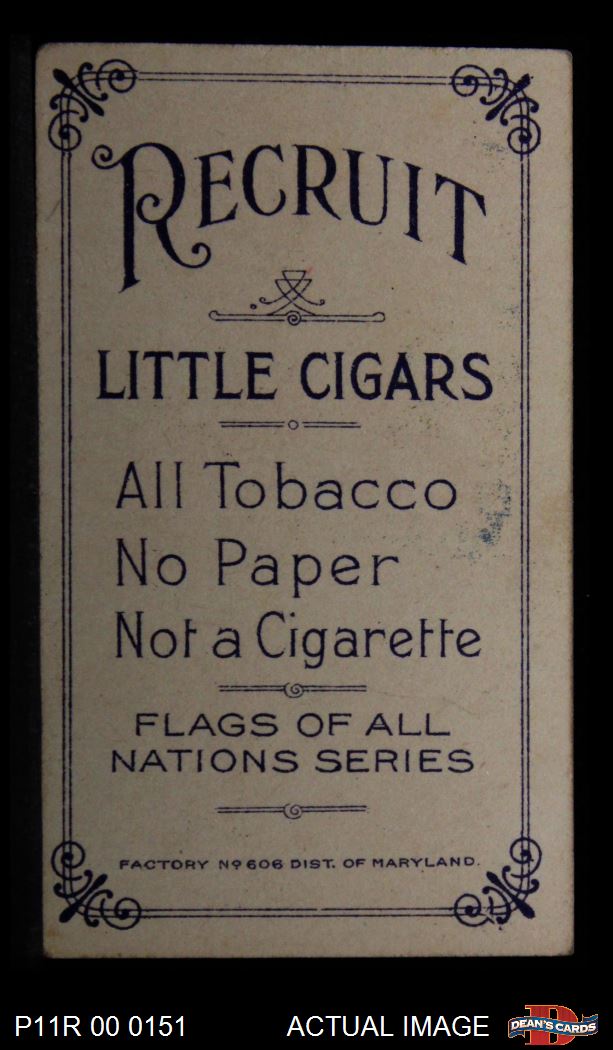 RECRUIT
LITTLE CIGARS
All Tobacco
No Paper
Not a Cigarette
FLAGS OF ALL
NATIONS SERIES
FACTORY Nº 606 DIST. OF MARYLAND.
P11R 00 0151 ACTUAL IMAGE
D
DEAN'S CARDS